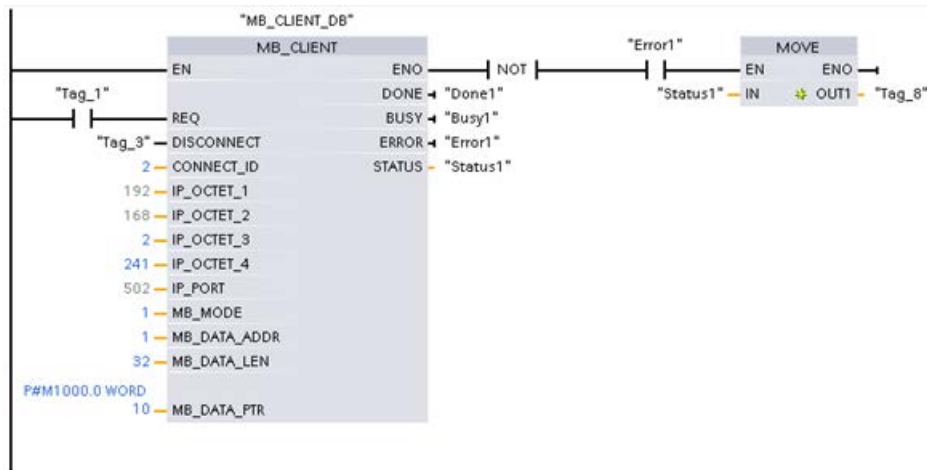 "MB_CLIENT_DB"
MB_CLIENT
"Error1"
MOVE
EN ENO
NOT
EN ENO
"Tag_1"
DONE "Done1"
"Status1" IN OUT1 "Tag_8"
REQ BUSY "Busy1"
"Tag_3" DISCONNECT ERROR "Error1"
2 CONNECT_ID STATUS "Status1"
192 IP_OCTET_1
168 IP_OCTET_2
2 IP_OCTET_3
241 IP_OCTET_4
502 IP_PORT
1 MB_MODE
1 MB_DATA_ADDR
32 MB_DATA_LEN
P#M1000.0 WORD
10 MB_DATA_PTR